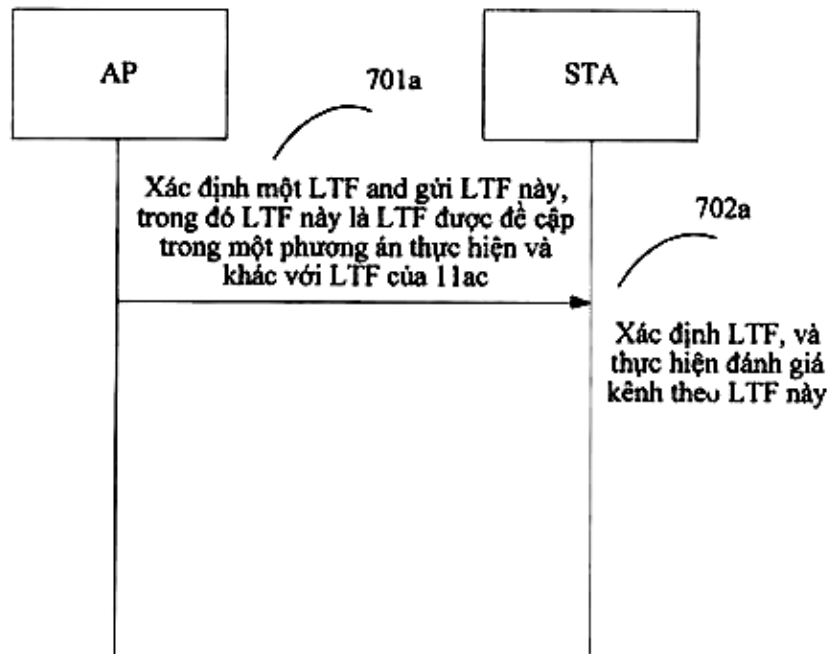 AP
STA
701a
Xác định một LTF and gửi LTF này,
trong đó LTF này là LTF được đề cập
trong một phương án thực hiện và
khác với LTF của 11ac
702a
Xác định LTF, và
thực hiện đánh giá
kênh theo LTF này